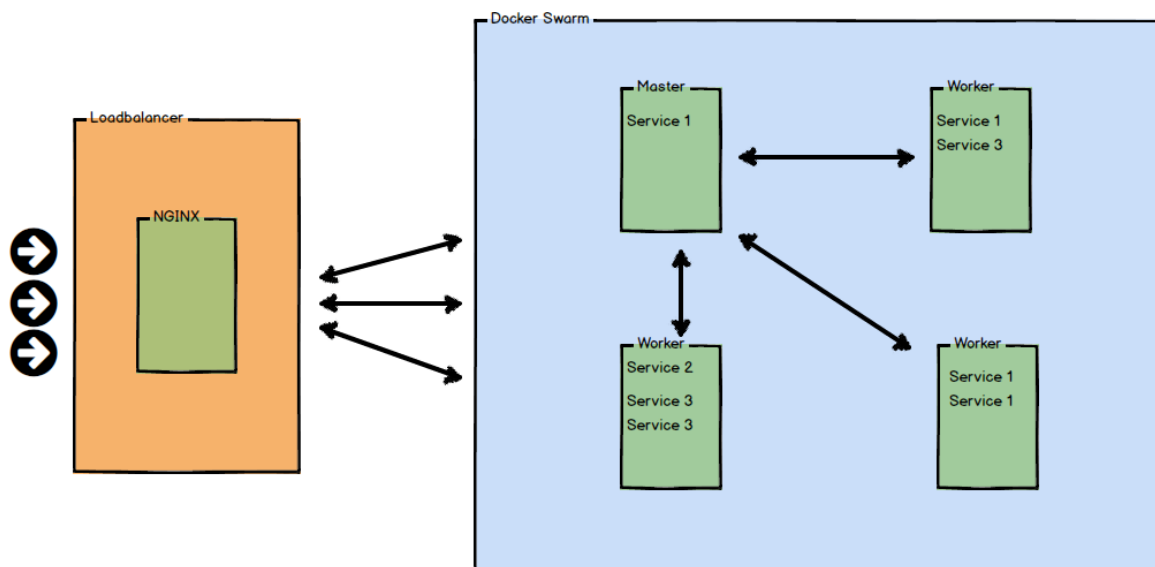 Docker Swarm
Loadbalancer
NGINX
Master
Service 1
Worker
Service 1
Service 3
Worker
Service 2
Service 3
Service 3
Worker
Service 1
Service 1